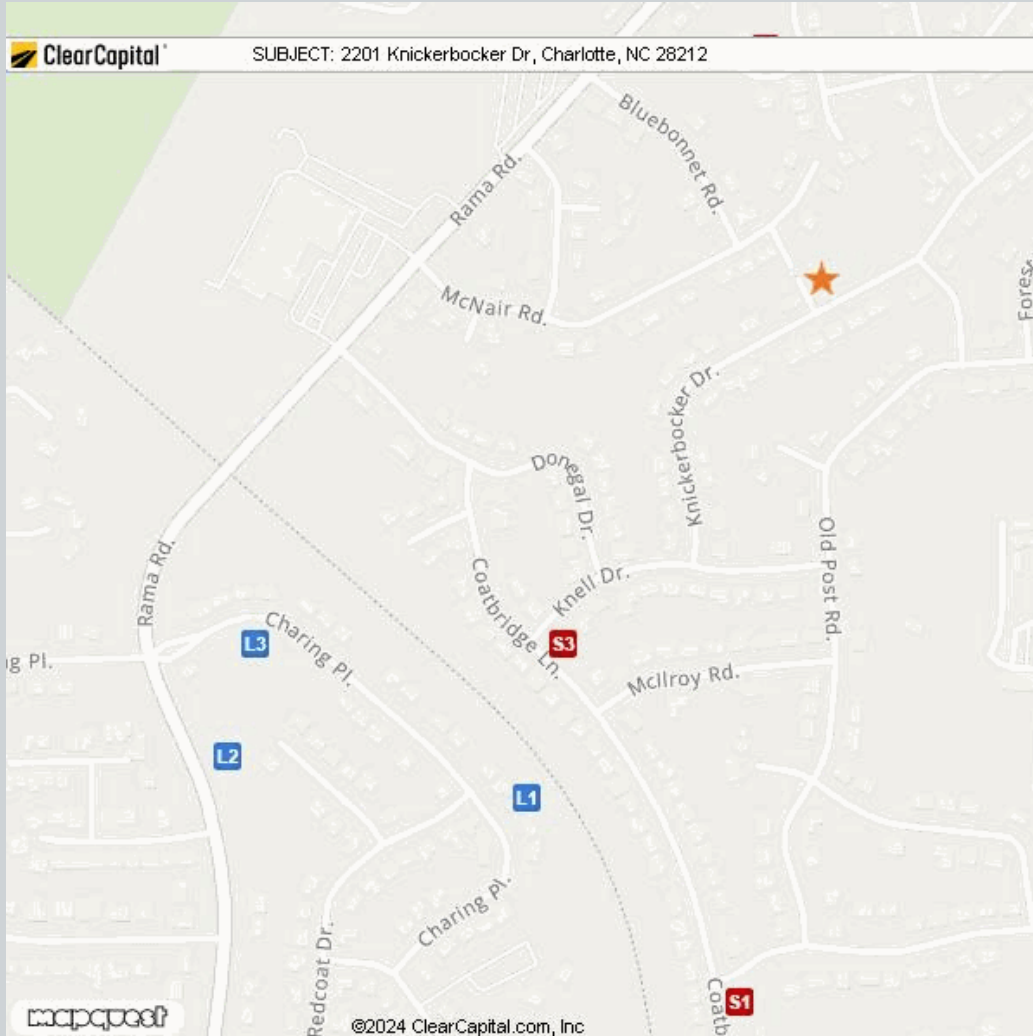 ClearCapital
SUBJECT: 2201 Knickerbocker Dr, Charlotte, NC 28212
Bluebonnet Rd.
Rama Rd.
McNair Rd.
Knickerbocker Dr.
Donegal Dr.
Old Post Rd.
Rama Rd.
Coatbridge Ln.
Knell Dr.
L3
Charing Pl.
S3
g Pl.
McIlroy Rd.
L2
L1
Charing Pl.
Redcoat Dr.
Coatb
S1
mapquest
©2024 ClearCapital.com, Inc